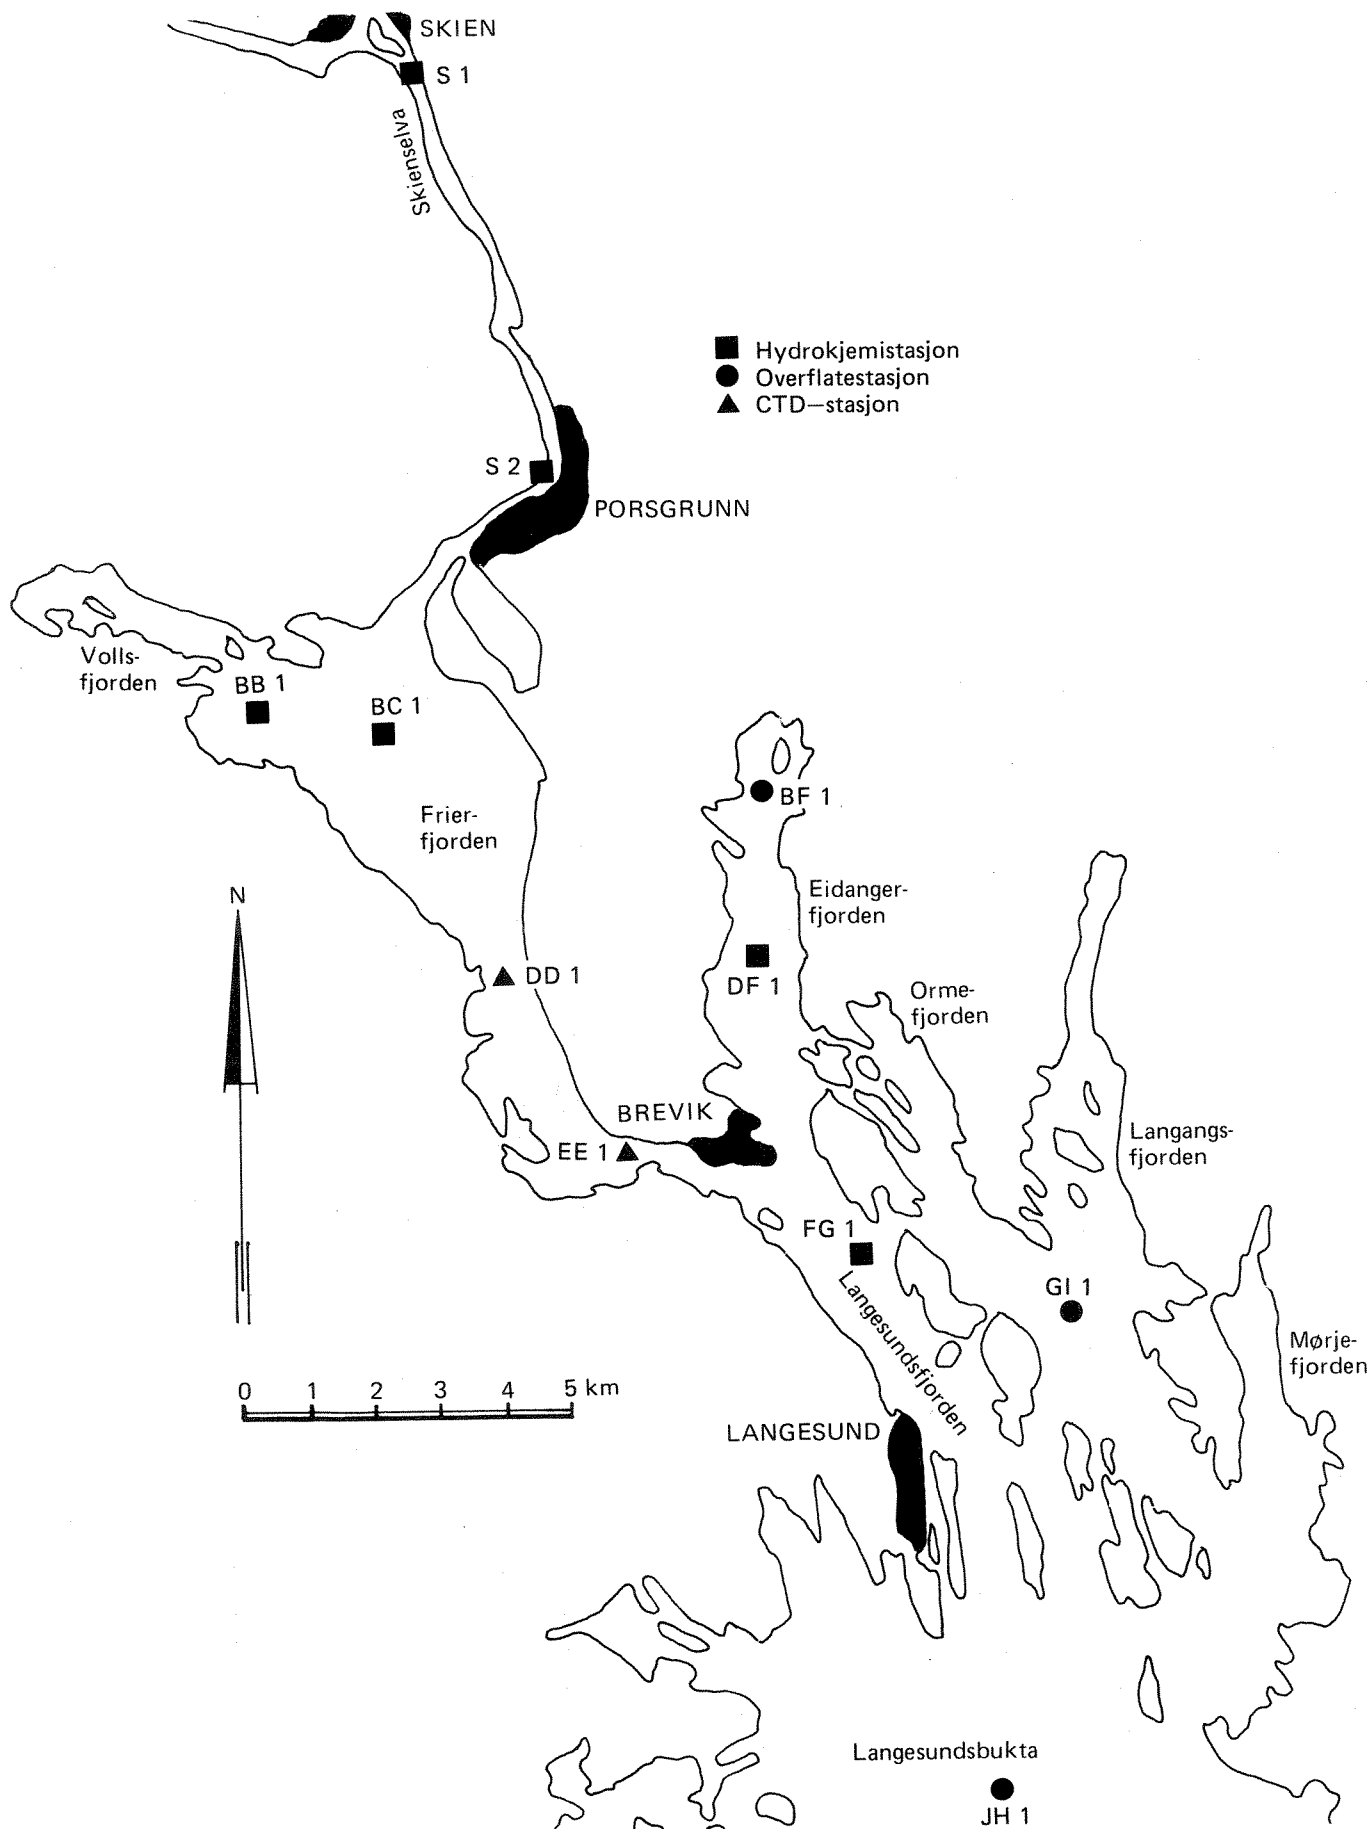 SKIEN
S 1
Skienselva
Hydrokjemistasjon
Overflatestasjon
CTD—stasjon
S 2
PORSGRUNN
Volls-
fjorden
BB 1
BC 1
BF 1
Frier-
fjorden
Eidanger-
fjorden
N
DD 1
DF 1
Orme-
fjorden
BREVIK
EE 1
Langangs-
fjorden
FG 1
Langesundsfjorden
GI 1
Mørje-
fjorden
0 1 2 3 4 5 km
LANGESUND
Langesundsbukta
JH 1